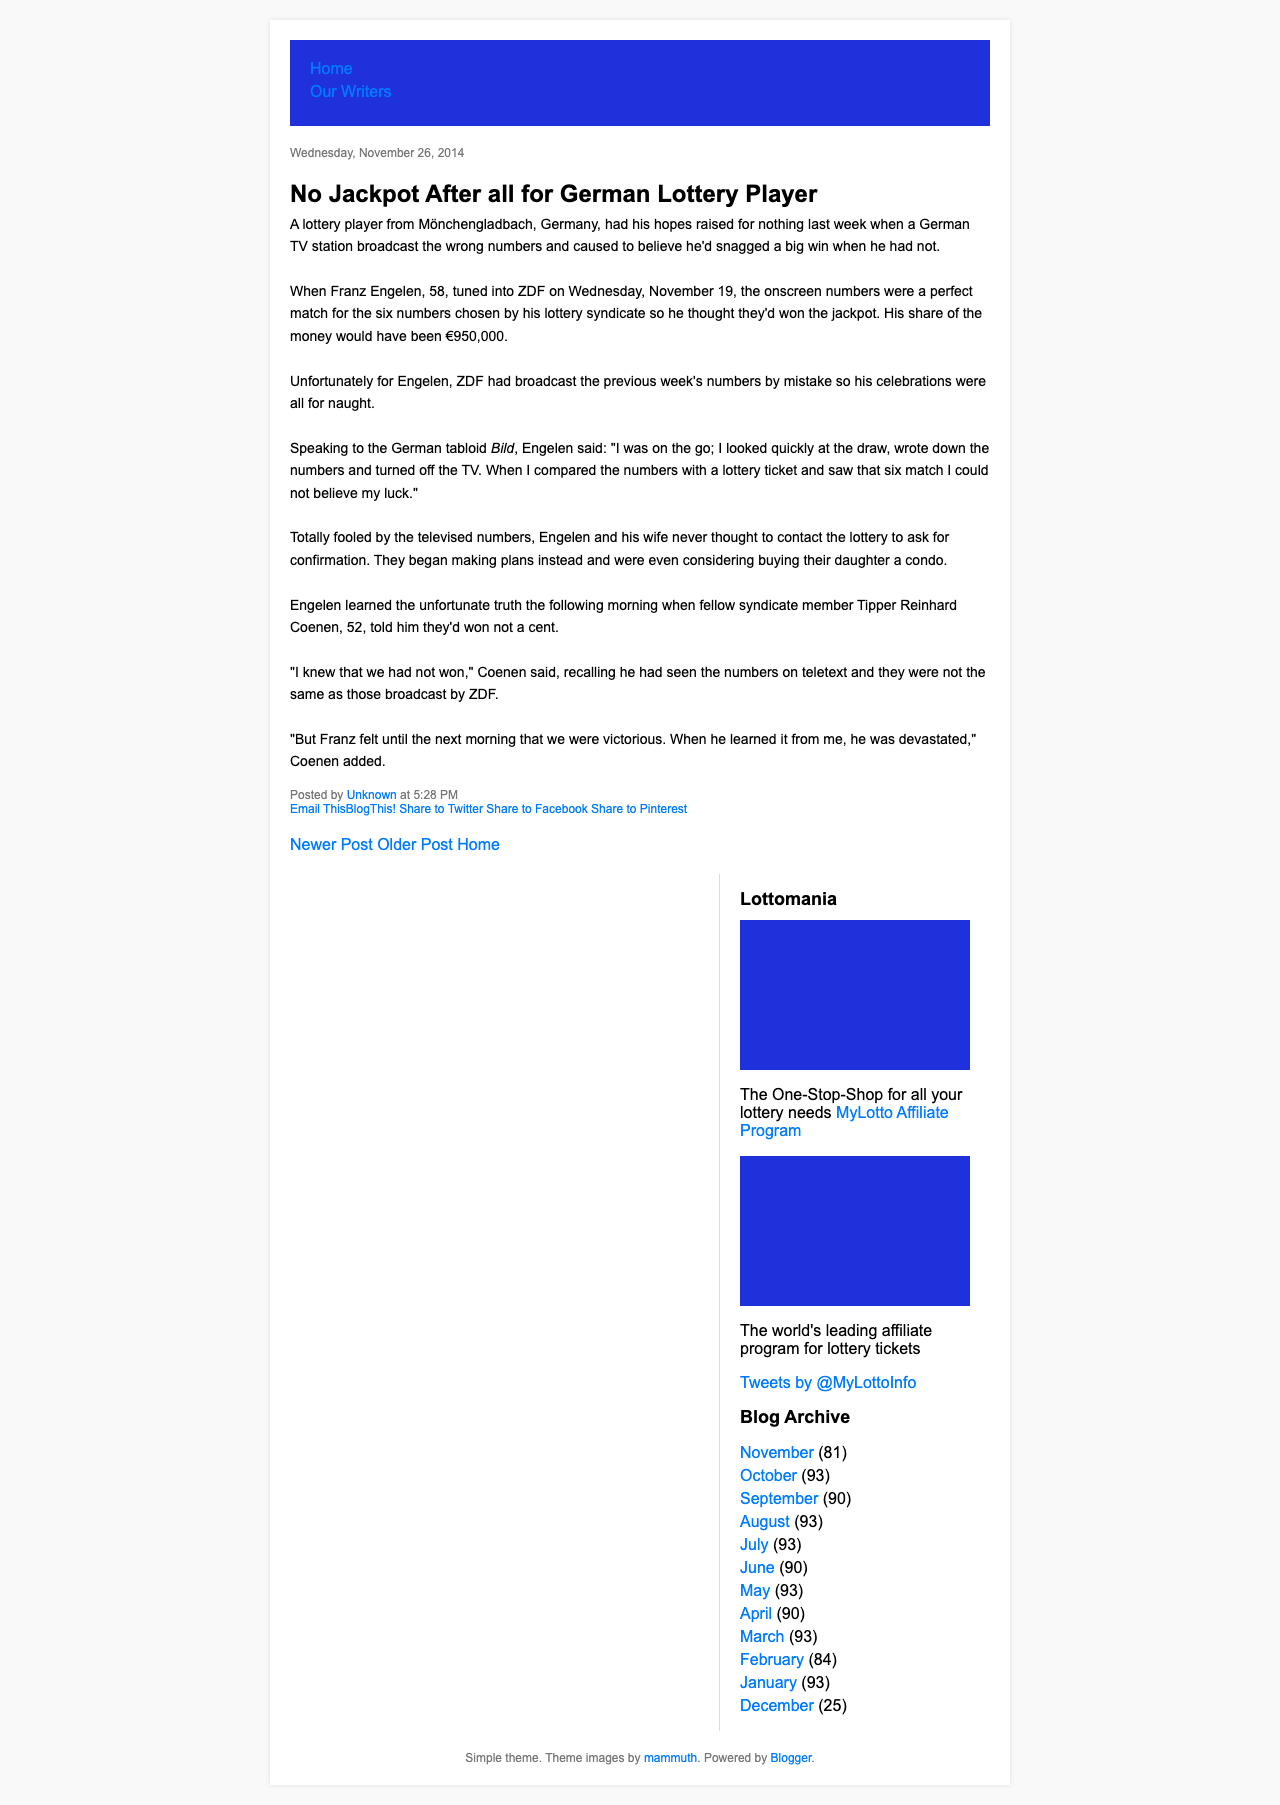 Home
Our Writers
Wednesday, November 26, 2014
No Jackpot After all for German Lottery Player
A lottery player from Mönchengladbach, Germany, had his hopes raised for nothing last week when a German
TV station broadcast the wrong numbers and caused to believe he'd snagged a big win when he had not.
When Franz Engelen, 58, tuned into ZDF on Wednesday, November 19, the onscreen numbers were a perfect
match for the six numbers chosen by his lottery syndicate so he thought they'd won the jackpot. His share of the
money would have been €950,000.
Unfortunately for Engelen, ZDF had broadcast the previous week's numbers by mistake so his celebrations were
all for naught.
Speaking to the German tabloid Bild, Engelen said: "I was on the go; I looked quickly at the draw, wrote down the
numbers and turned off the TV. When I compared the numbers with a lottery ticket and saw that six match I could
not believe my luck."
Totally fooled by the televised numbers, Engelen and his wife never thought to contact the lottery to ask for
confirmation. They began making plans instead and were even considering buying their daughter a condo.
Engelen learned the unfortunate truth the following morning when fellow syndicate member Tipper Reinhard
Coenen, 52, told him they'd won not a cent.
"I knew that we had not won," Coenen said, recalling he had seen the numbers on teletext and they were not the
same as those broadcast by ZDF.
"But Franz felt until the next morning that we were victorious. When he learned it from me, he was devastated,"
Coenen added.
Posted by Unknown at 5:28 PM
Email ThisBlogThis! Share to Twitter Share to Facebook Share to Pinterest
Newer Post Older Post Home
Lottomania
The One-Stop-Shop for all your
lottery needs MyLotto Affiliate
Program
The world's leading affiliate
program for lottery tickets
Tweets by @MyLottoInfo
Blog Archive
November (81)
October (93)
September (90)
August (93)
July (93)
June (90)
May (93)
April (90)
March (93)
February (84)
January (93)
December (25)
Simple theme. Theme images by mammuth. Powered by Blogger.